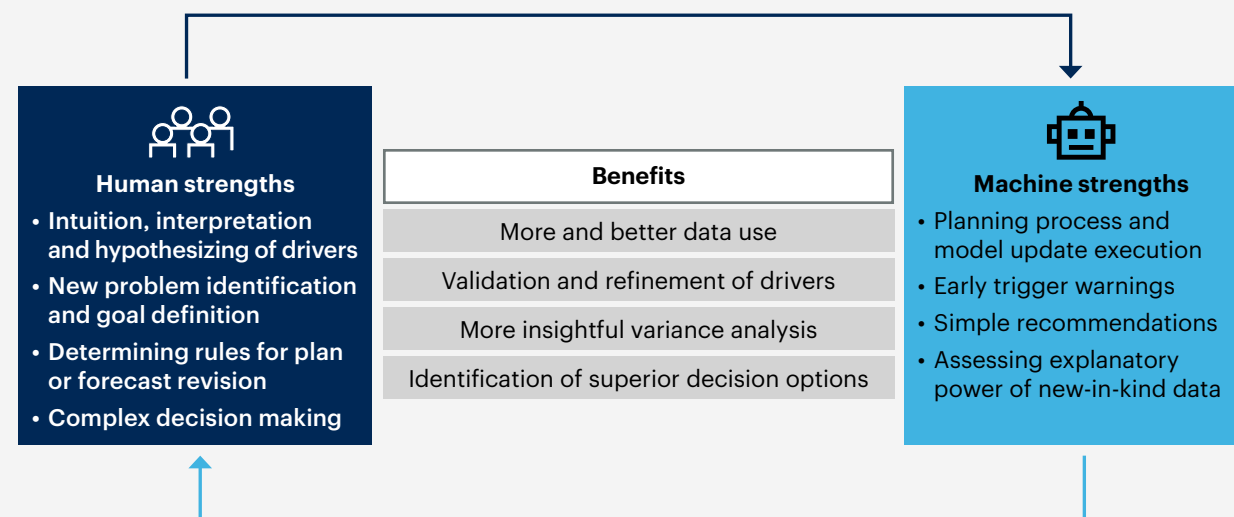 Human strengths
• Intuition, interpretation
and hypothesizing of drivers
• New problem identification
and goal definition
• Determining rules for plan
or forecast revision
• Complex decision making
Benefits
More and better data use
Validation and refinement of drivers
More insightful variance analysis
Identification of superior decision options
Machine strengths
• Planning process and
model update execution
• Early trigger warnings
• Simple recommendations
• Assessing explanatory
power of new-in-kind data